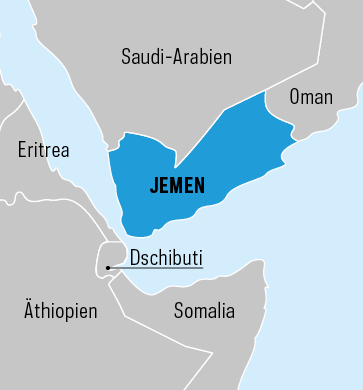 Saudi-Arabien
Oman
Eritrea
JEMEN
Dschibuti
Äthiopien
Somalia